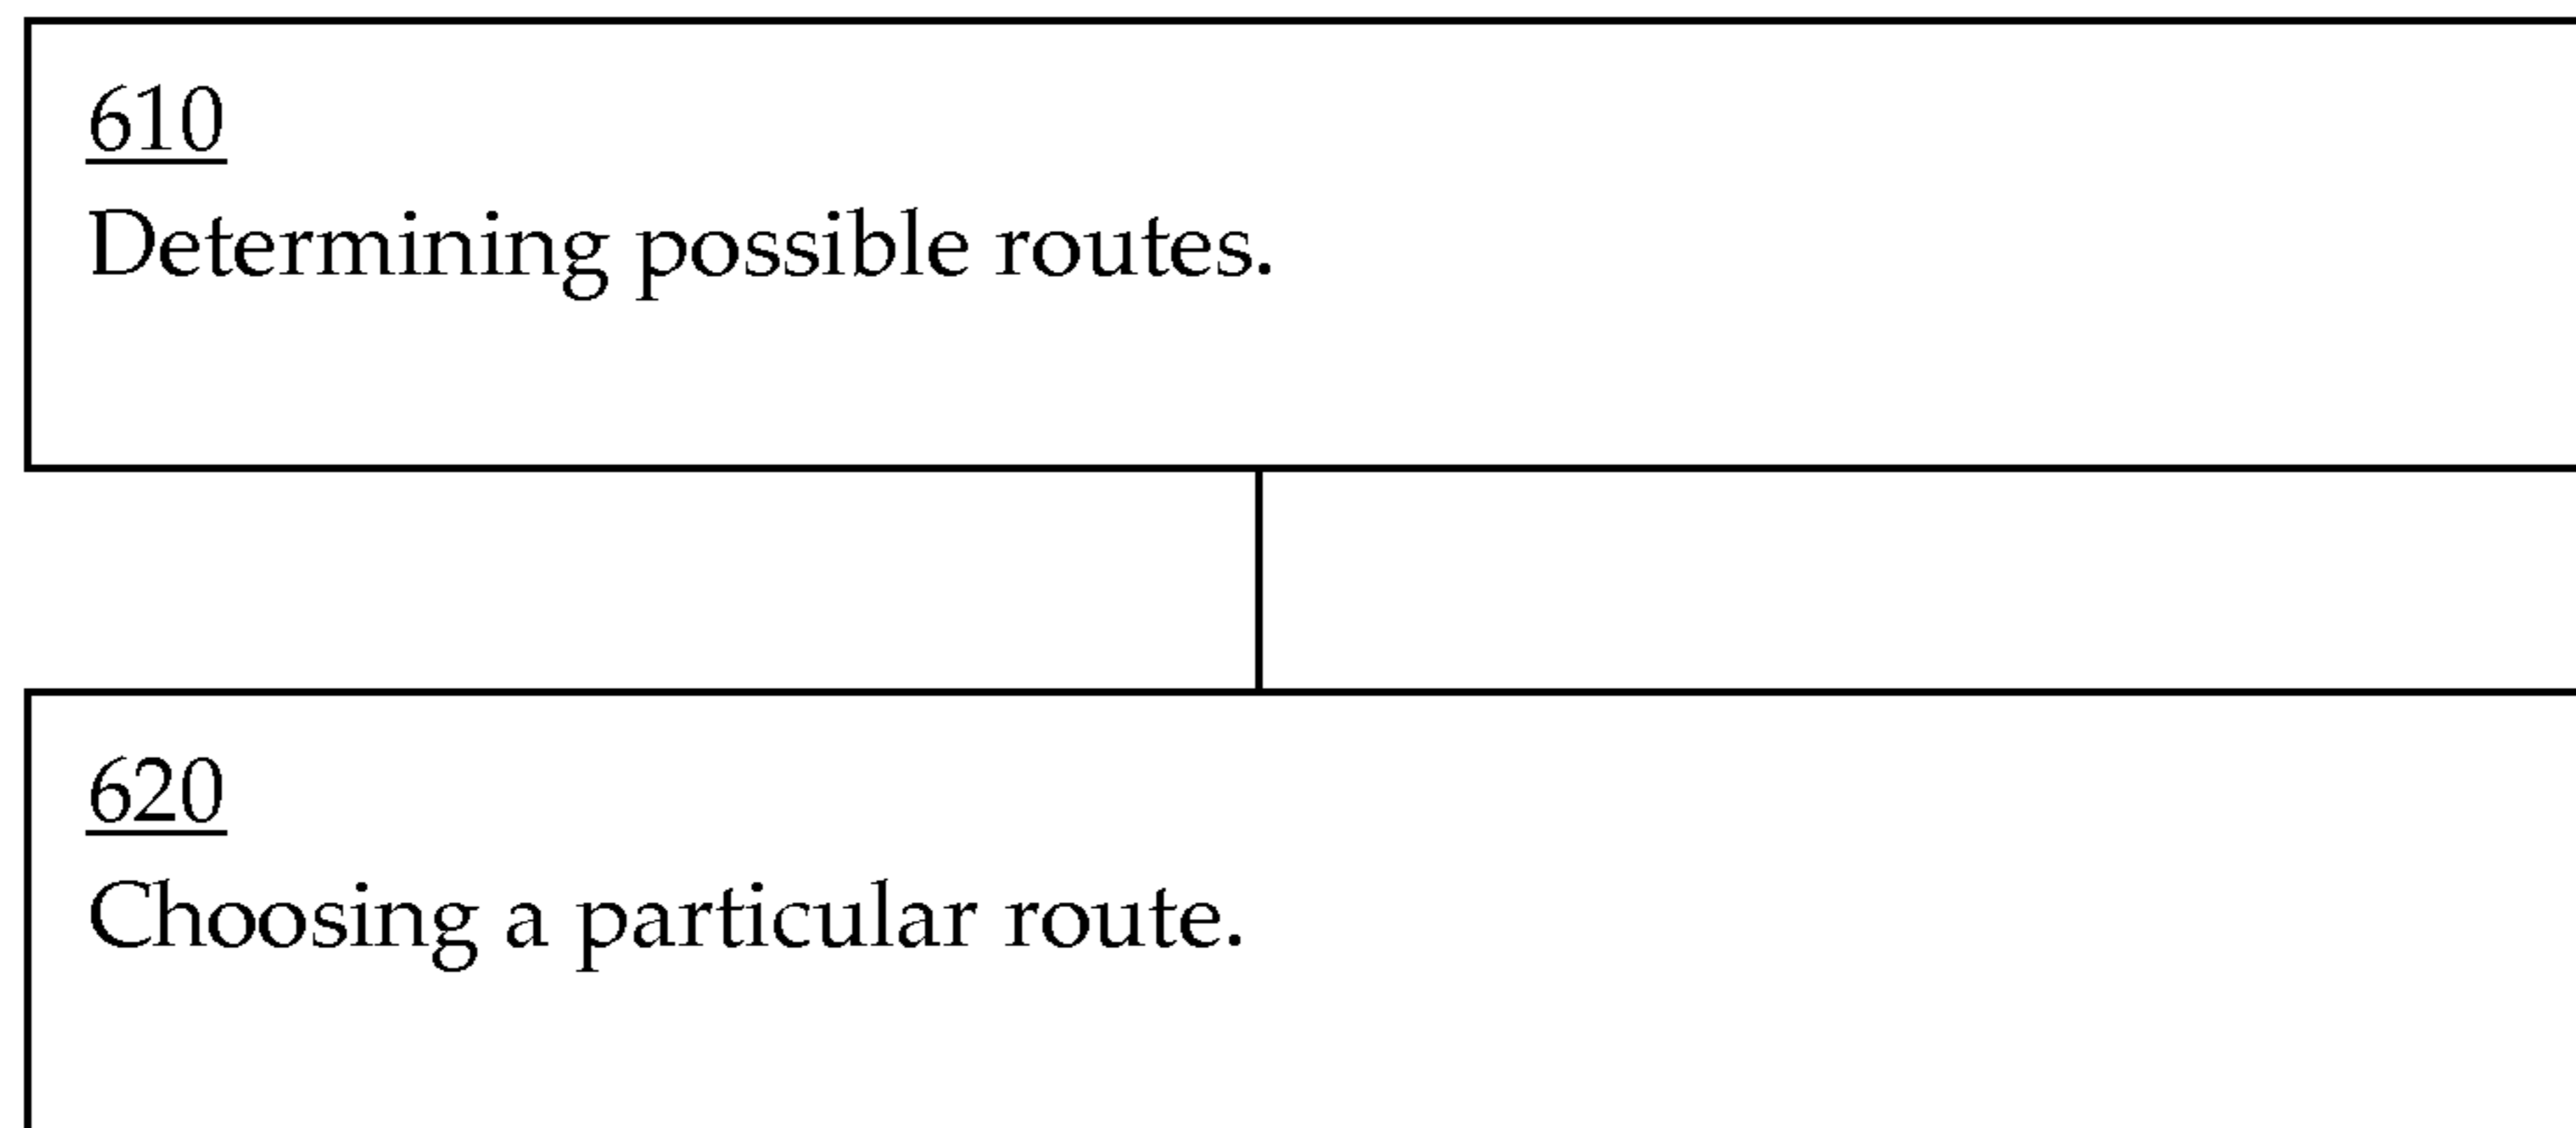 610
Determining possible routes.
620
Choosing a particular route.